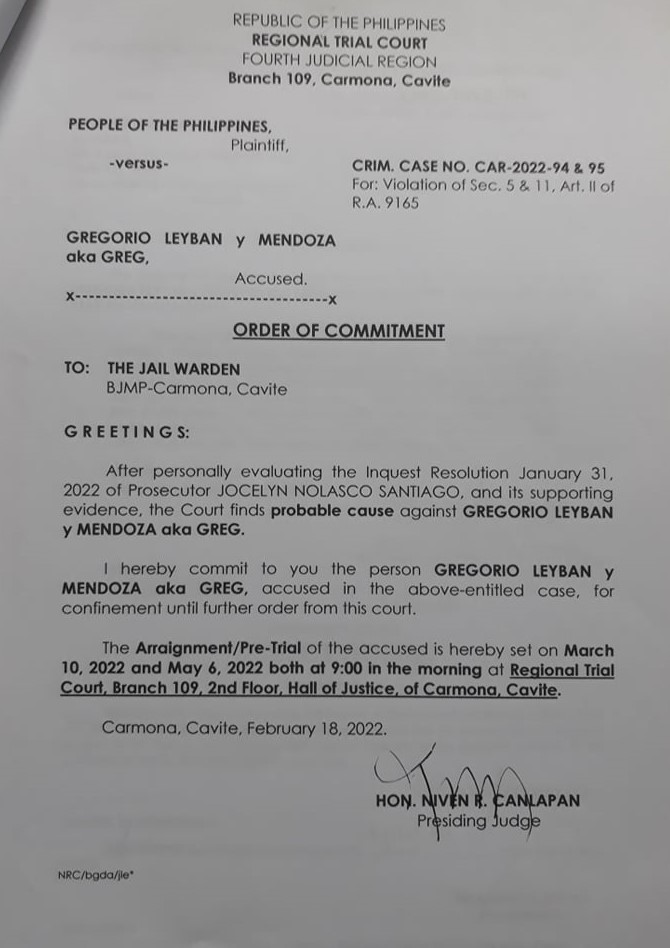 REPUBLIC OF THE PHILIPPINES
REGIONAL TRIAL COURT
FOURTH JUDICIAL REGION
Branch 109, Carmona, Cavite
PEOPLE OF THE PHILIPPINES,
Plaintiff,
-versus-
CRIM. CASE NO. CAR-2022-94 & 95
For: Violation of Sec. 5 & 11, Art. II of
R.A. 9165
GREGORIO LEYBAN y MENDOZA
aka GREG,
Accused.
x-----------------------------------x
ORDER OF COMMITMENT
TO: THE JAIL WARDEN
BJMP-Carmona, Cavite
G R E E T I N G S:
After personally evaluating the Inquest Resolution January 31,
2022 of Prosecutor JOCELYN NOLASCO SANTIAGO, and its supporting
evidence, the Court finds probable cause against GREGORIO LEYBAN
y MENDOZA aka GREG.
I hereby commit to you the person GREGORIO LEYBAN y
MENDOZA aka GREG, accused in the above-entitled case, for
confinement until further order from this court.
The Arraignment/Pre-Trial of the accused is hereby set on March
10, 2022 and May 6, 2022 both at 9:00 in the morning at Regional Trial
Court, Branch 109, 2nd Floor, Hall of Justice, of Carmona, Cavite.
Carmona, Cavite, February 18, 2022.
HON. NIVEN R. CANLAPAN
Presiding Judge
NRC/bgda/jle*